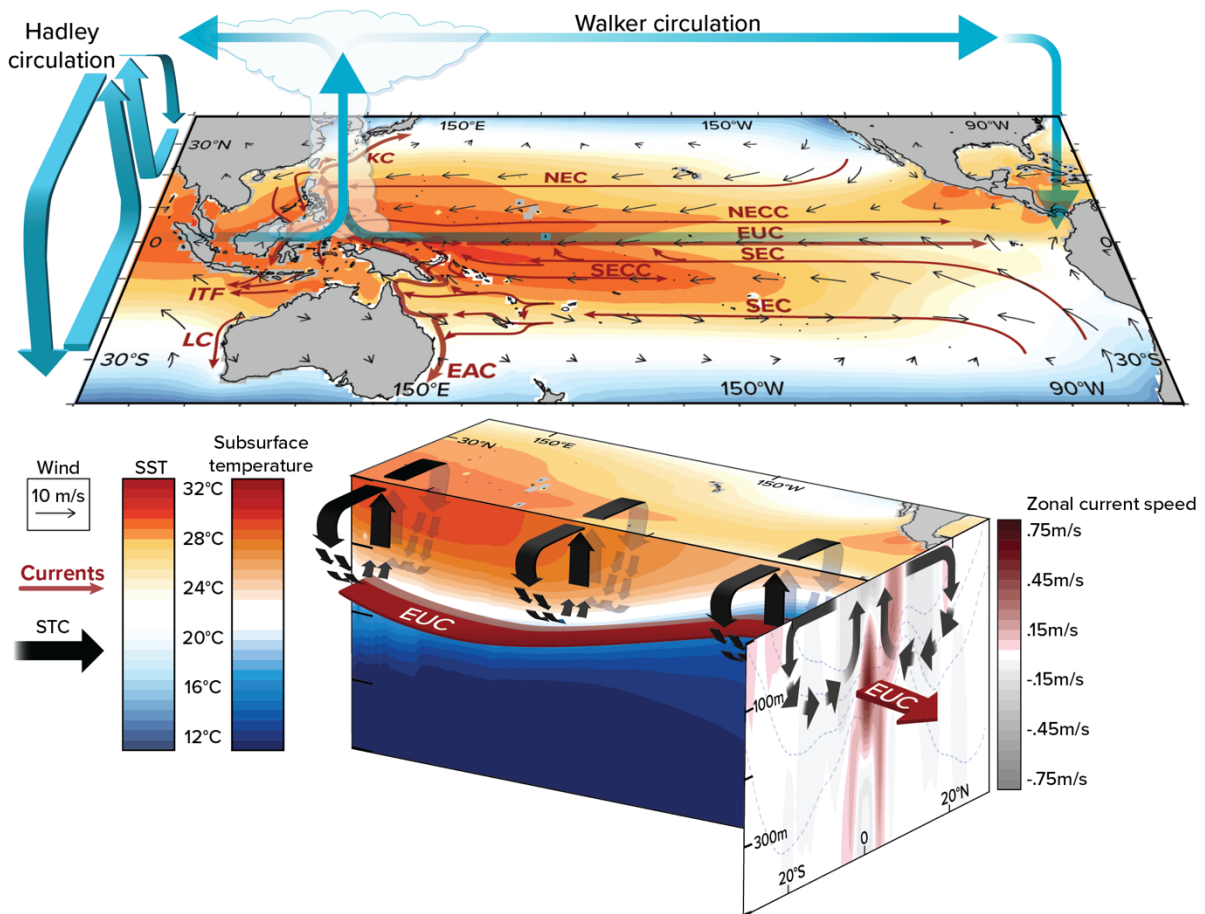 Hadley
circulation
Walker circulation
30°N
150°E
150°W
90°W
KC
NEC
NECC
0
EUC
0
SEC
SECC
ITF
SEC
LC
30°S
EAC
30°S
150°E
150°W
90°W
Wind
10 m/s
SST
Subsurface
temperature
32°C
28°C
24°C
20°C
16°C
12°C
Currents
STC
30°N
150°E
150°W
EUC
EUC
100m
300m
20°S
0
20°N
Zonal current speed
.75m/s
.45m/s
.15m/s
-.15m/s
-.45m/s
-.75m/s